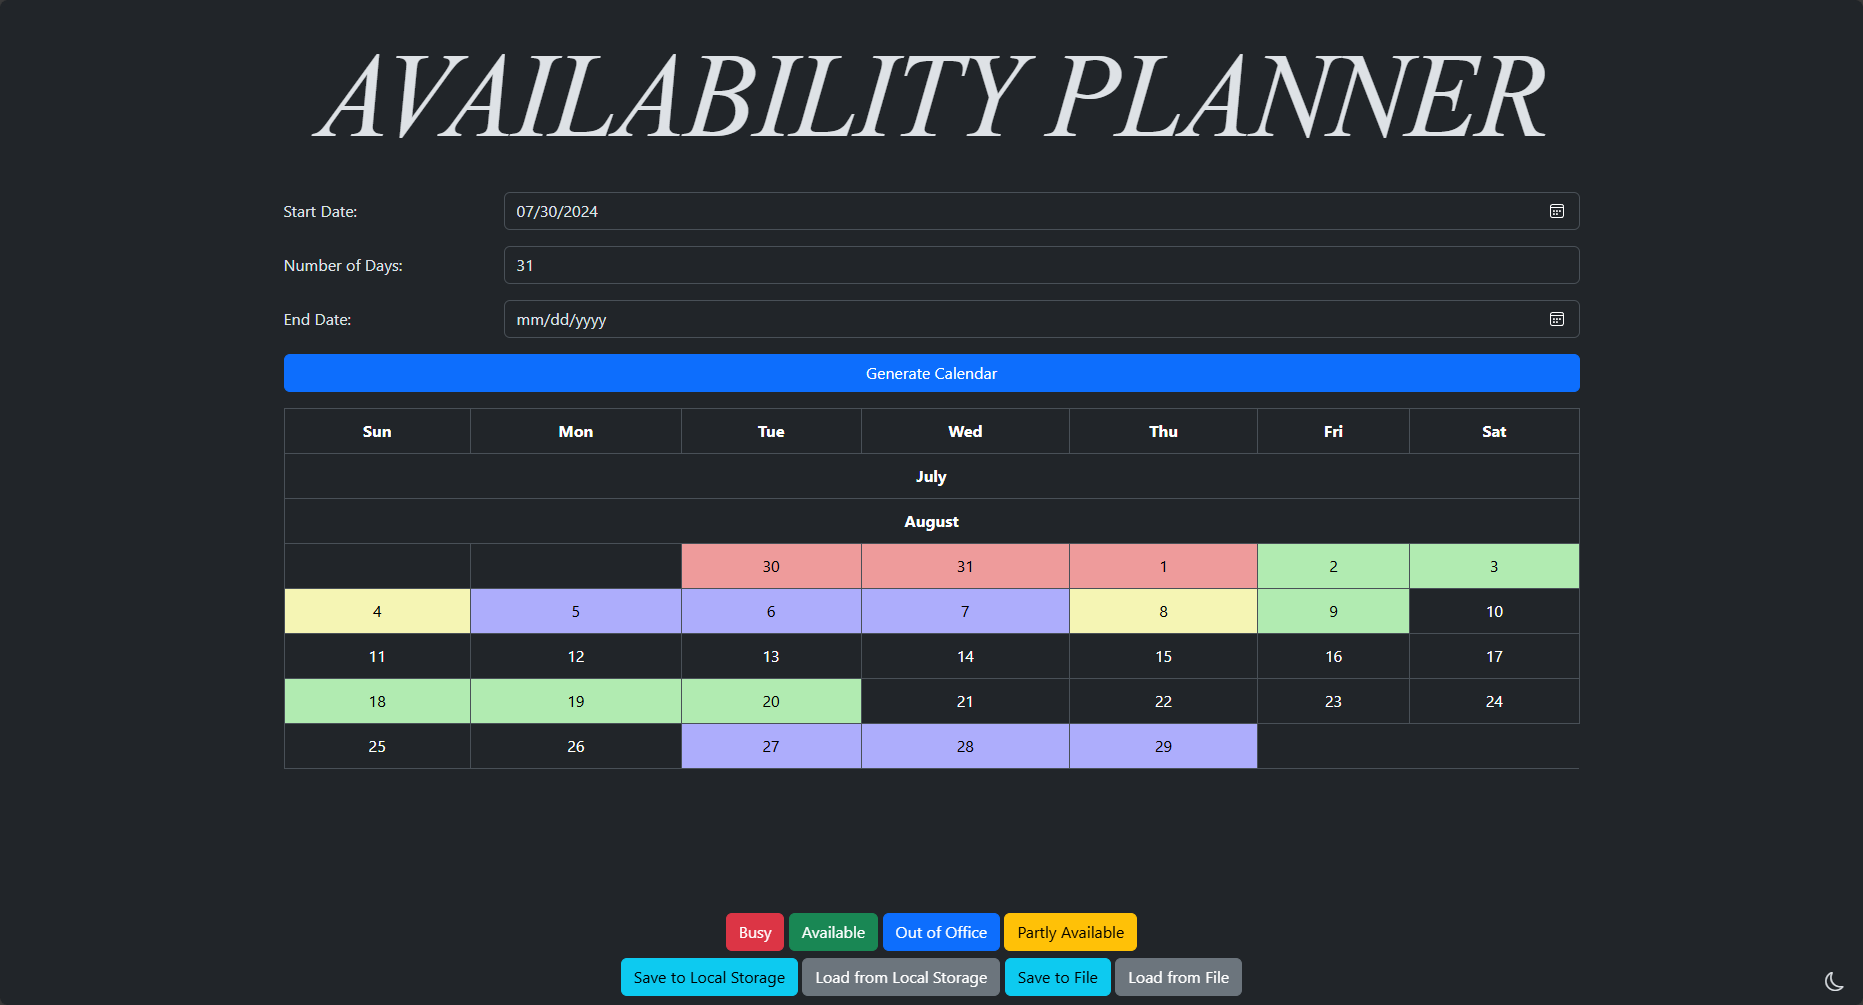 AVAILABILITY PLANNER
Start Date: 07/30/2024
Number of Days: 31
End Date: mm/dd/yyyy
Generate Calendar
Sun Mon Tue Wed Thu Fri Sat
July
August
30 31 1 2 3
4 5 6 7 8 9 10
11 12 13 14 15 16 17
18 19 20 21 22 23 24
25 26 27 28 29
Busy Available Out of Office Partly Available
Save to Local Storage Load from Local Storage Save to File Load from File